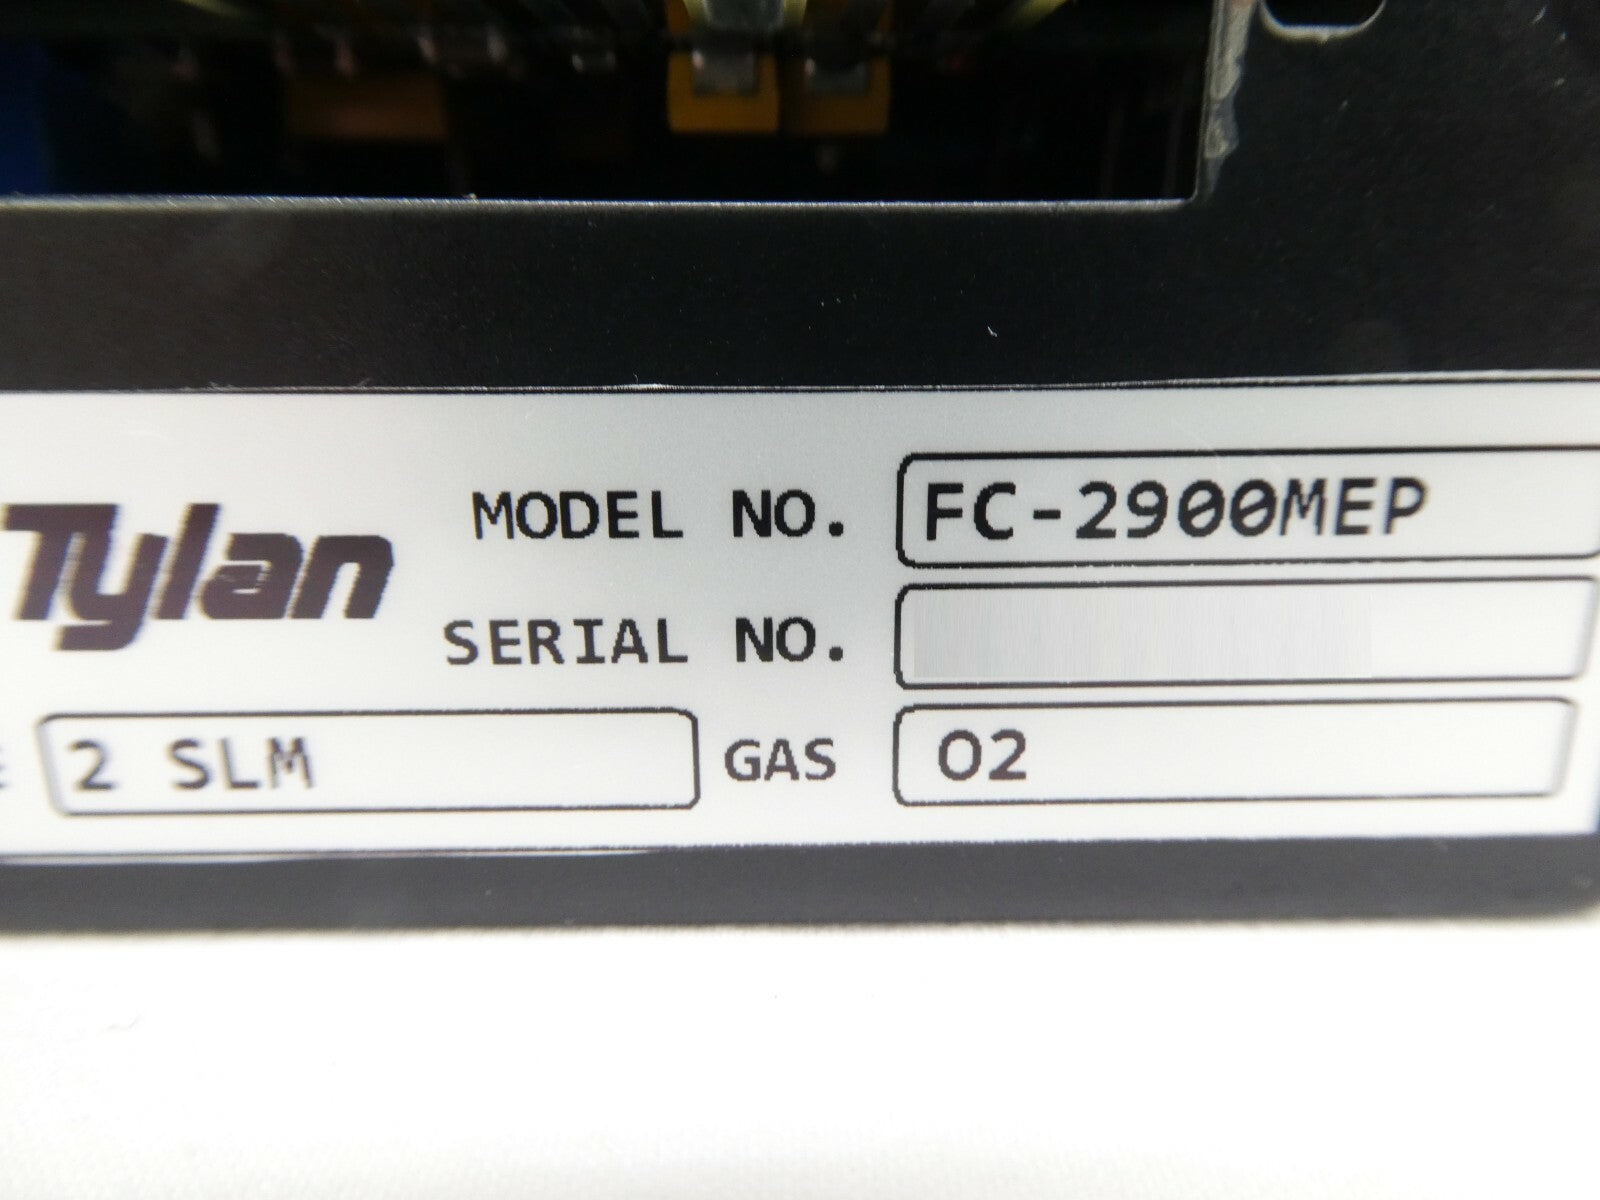 Tylan
MODEL NO. FC-2900MEP
SERIAL NO.
2 SLM GAS O2